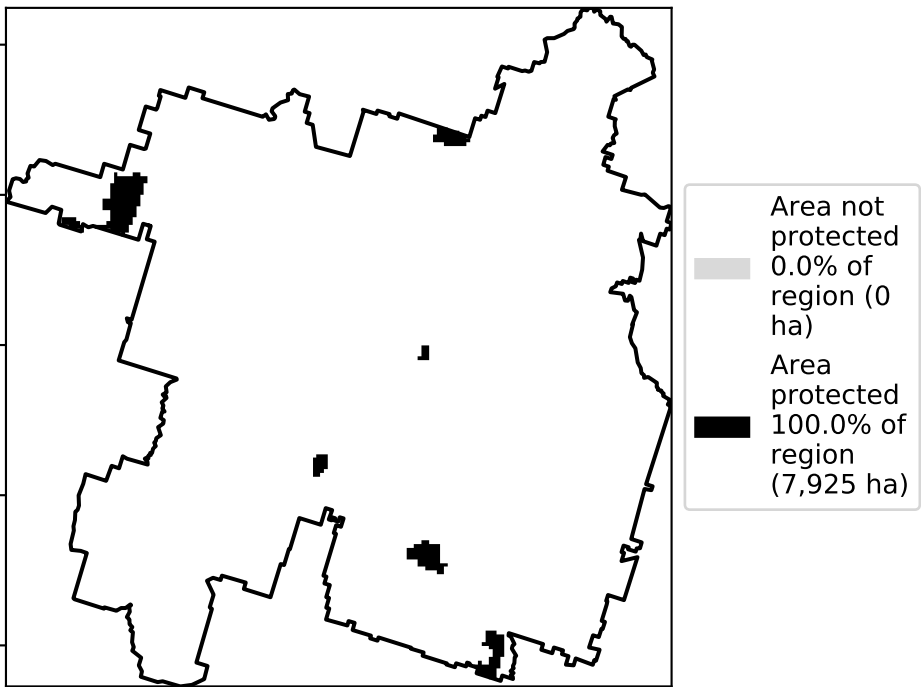 Area not
protected
0.0% of
region (0
ha)
Area
protected
100.0% of
region
(7,925 ha)